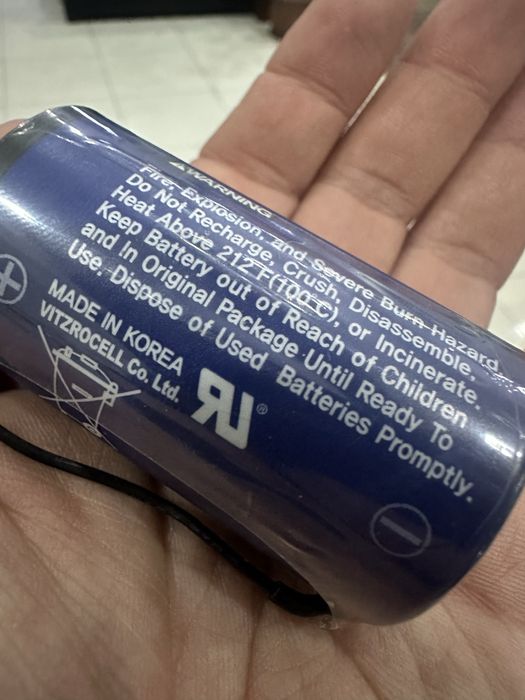 ⚠WARNING
Fire, Explosion, and Severe Burn Hazard.
Do Not Recharge, Crush, Disassemble,
Heat Above 212 F(100 C), or Incinerate.
Keep Battery out of Reach of Children
and In Original Package Until Ready To
Use. Dispose of Used Batteries Promptly.
MADE IN KOREA
VITZROCELL Co. Ltd.
RU®
+
−